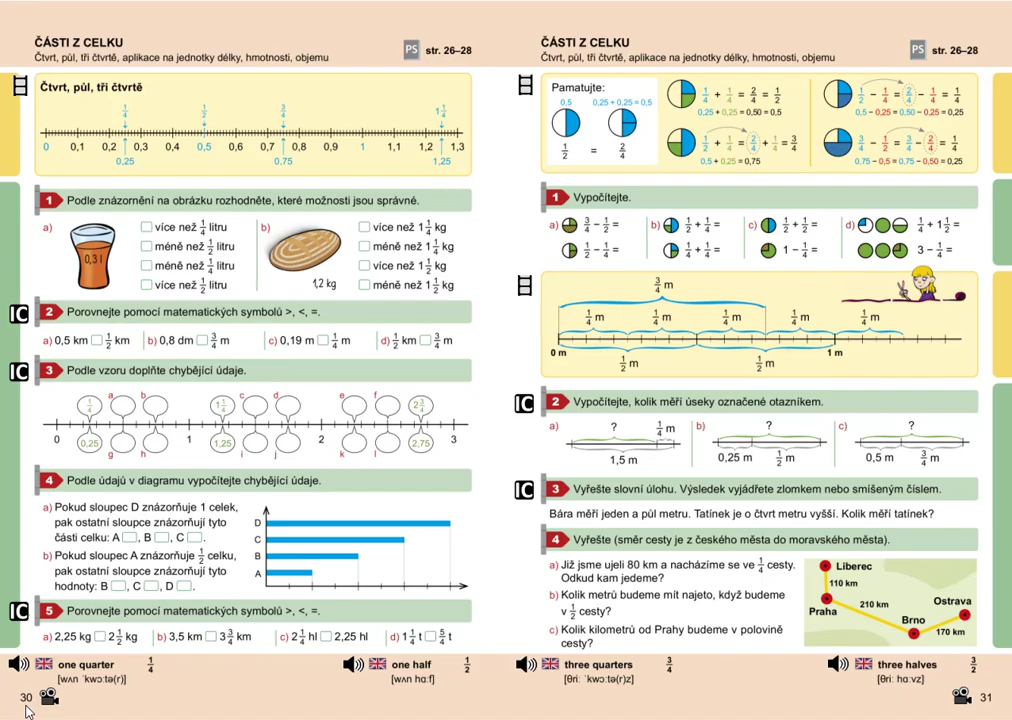 ČÁSTI Z CELKU
Čtvrt, půl, tři čtvrtě, aplikace na jednotky délky, hmotnosti, objemu
PS str. 26–28
Čtvrt, půl, tři čtvrtě
1/4 1/2 3/4 1 1/4
0 0,1 0,2 0,3 0,4 0,5 0,6 0,7 0,8 0,9 1 1,1 1,2 1,3
0,25 0,75 1,25
1 Podle znázornění na obrázku rozhodněte, které možnosti jsou správné.
a) 0,3 l
více než 1/4 litru
méně než 1/2 litru
méně než 1/4 litru
více než 1/2 litru
b) 1,2 kg
více než 1 1/4 kg
méně než 1 1/4 kg
více než 1 1/2 kg
méně než 1 1/2 kg
IC 2 Porovnejte pomocí matematických symbolů >, <, =.
a) 0,5 km 1/2 km b) 0,8 dm 3/4 m c) 0,19 m 1/4 m d) 1/2 km 3/4 m
IC 3 Podle vzoru doplňte chybějící údaje.
1/4 a b 1 1/4 c d e f 2 3/4
0 1 2 3
0,25 1,25 2,75
g h i j k l
4 Podle údajů v diagramu vypočítejte chybějící údaje.
a) Pokud sloupec D znázorňuje 1 celek,
pak ostatní sloupce znázorňují tyto
části celku: A , B , C .
b) Pokud sloupec A znázorňuje 1/2 celku,
pak ostatní sloupce znázorňují tyto
hodnoty: B , C , D .
D
C
B
A
IC 5 Porovnejte pomocí matematických symbolů >, <, =.
a) 2,25 kg 2 1/2 kg b) 3,5 km 3 3/4 km c) 2 1/4 hl 2,25 hl d) 1 1/4 t 5/4 t
one quarter 1/4
[wʌn ˈkwɔːtə(r)]
one half 1/2
[wʌn hɑːf]
30
ČÁSTI Z CELKU
Čtvrt, půl, tři čtvrtě, aplikace na jednotky délky, hmotnosti, objemu
PS str. 26–28
Pamatujte:
0,5 0,25 + 0,25 = 0,5
1/2 = 2/4
1/4 + 1/4 = 2/4 = 1/2
0,25 + 0,25 = 0,50 = 0,5
1/2 + 1/4 = 2/4 + 1/4 = 3/4
0,5 + 0,25 = 0,75
1/2 − 1/4 = 2/4 − 1/4 = 1/4
0,5 − 0,25 = 0,50 − 0,25 = 0,25
3/4 − 1/2 = 3/4 − 2/4 = 1/4
0,75 − 0,5 = 0,75 − 0,50 = 0,25
1 Vypočítejte.
a) 3/4 − 1/2 = b) 1/2 + 1/4 = c) 1/2 + 1/2 = d) 1/4 + 1 1/2 =
1/2 − 1/4 = 1/4 + 1/4 = 1 − 1/4 = 3 − 1/4 =
3/4 m
1/4 m 1/4 m 1/4 m 1/4 m 1/4 m
0 m 1 m
1/2 m 1/2 m
IC 2 Vypočítejte, kolik měří úseky označené otazníkem.
a) ? 1/4 m b) ? c) ?
1,5 m 0,25 m 1/2 m 0,5 m 3/4 m
IC 3 Vyřešte slovní úlohu. Výsledek vyjádřete zlomkem nebo smíšeným číslem.
Bára měří jeden a půl metru. Tatínek je o čtvrt metru vyšší. Kolik měří tatínek?
4 Vyřešte (směr cesty je z českého města do moravského města).
a) Již jsme ujeli 80 km a nacházíme se ve 1/4 cesty.
Odkud kam jedeme?
b) Kolik metrů budeme mít najeto, když budeme
v 1/2 cesty?
c) Kolik kilometrů od Prahy budeme v polovině
cesty?
Liberec
110 km
Praha
210 km
Ostrava
Brno
170 km
three quarters 3/4
[θriː ˈkwɔːtə(r)z]
three halves 3/2
[θriː hɑːvz]
31